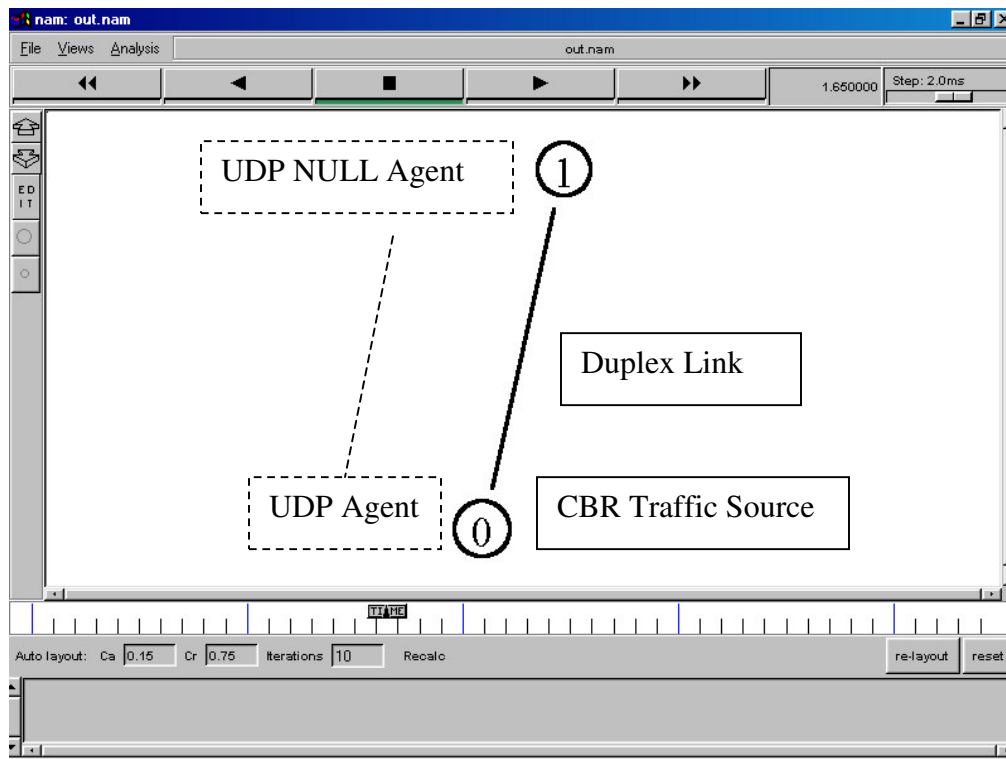 nam: out.nam
File Views Analysis out.nam
1.650000 Step: 2.0ms
ED
IT
UDP NULL Agent 1
Duplex Link
UDP Agent 0 CBR Traffic Source
TIME
Auto layout: Ca 0.15 Cr 0.75 Iterations 10 Recalc re-layout reset